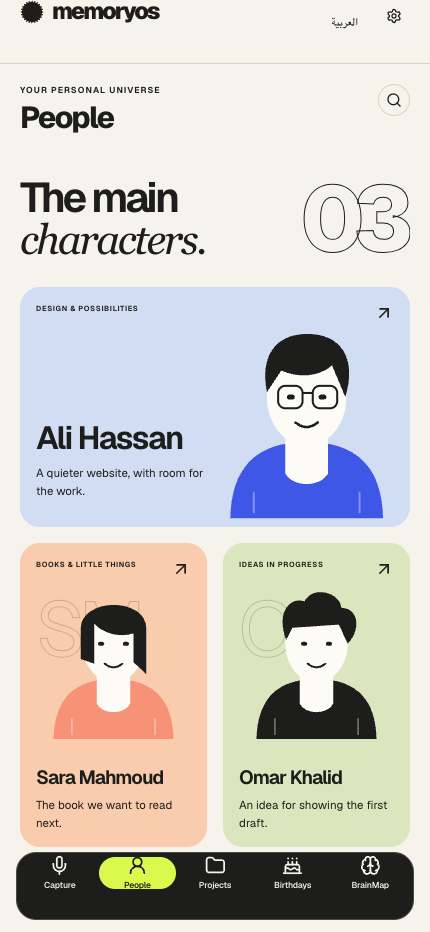 memoryos
العربية
YOUR PERSONAL UNIVERSE
People
The main
characters.
03
DESIGN & POSSIBILITIES
Ali Hassan
A quieter website, with room for
the work.
BOOKS & LITTLE THINGS
Sara Mahmoud
The book we want to read
next.
IDEAS IN PROGRESS
Omar Khalid
An idea for showing the first
draft.
Capture
People
Projects
Birthdays
BrainMap